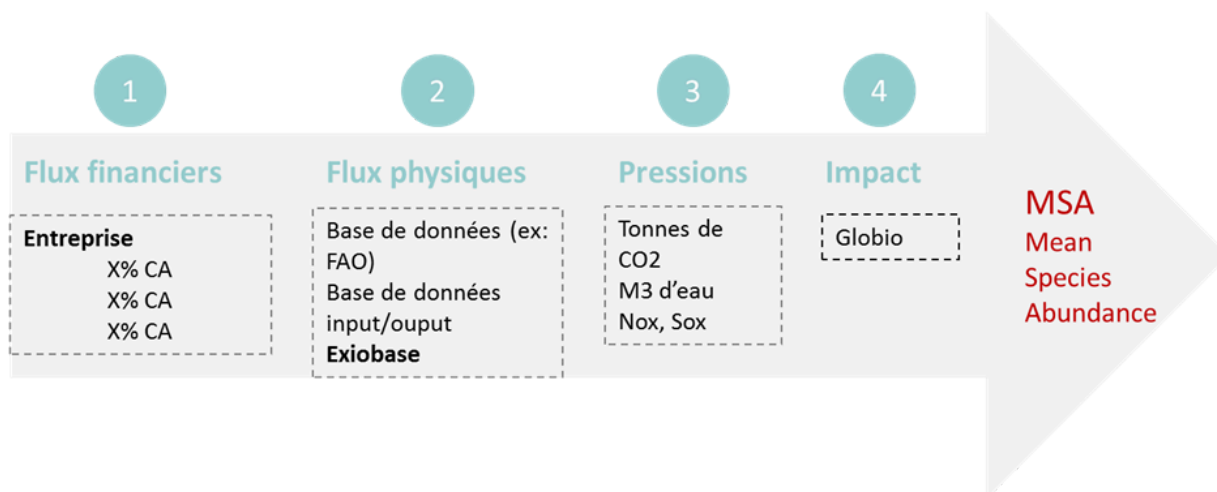 1
Flux financiers
Entreprise
X% CA
X% CA
X% CA
2
Flux physiques
Base de données (ex:
FAO)
Base de données
input/ouput
Exiobase
3
Pressions
Tonnes de
CO2
M3 d'eau
Nox, Sox
4
Impact
Globio
MSA
Mean
Species
Abundance